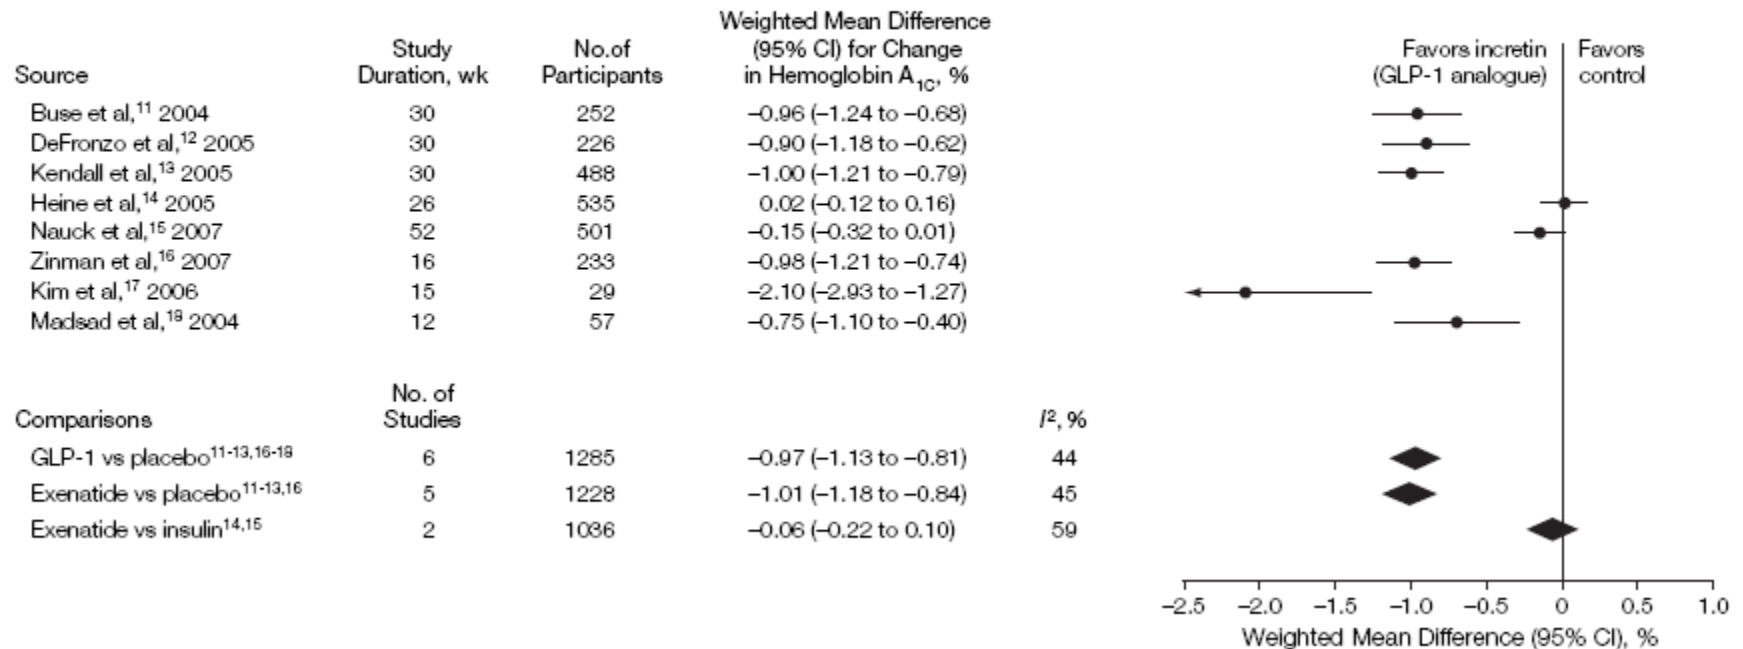 Weighted Mean Difference
(95% CI) for Change
in Hemoglobin A1C, %
Study
Duration, wk
No.of
Participants
Source
Favors incretin
(GLP-1 analogue)
Favors
control
Buse et al,11 2004 30 252 –0.96 (–1.24 to –0.68)
DeFronzo et al,12 2005 30 226 –0.90 (–1.18 to –0.62)
Kendall et al,13 2005 30 488 –1.00 (–1.21 to –0.79)
Heine et al,14 2005 26 535 0.02 (–0.12 to 0.16)
Nauck et al,15 2007 52 501 –0.15 (–0.32 to 0.01)
Zinman et al,16 2007 16 233 –0.98 (–1.21 to –0.74)
Kim et al,17 2006 15 29 –2.10 (–2.93 to –1.27)
Madsad et al,19 2004 12 57 –0.75 (–1.10 to –0.40)
Comparisons
No. of
Studies
I2, %
GLP-1 vs placebo11-13,16-19 6 1285 –0.97 (–1.13 to –0.81) 44
Exenatide vs placebo11-13,16 5 1228 –1.01 (–1.18 to –0.84) 45
Exenatide vs insulin14,15 2 1036 –0.06 (–0.22 to 0.10) 59
–2.5 –2.0 –1.5 –1.0 –0.5 0 0.5 1.0
Weighted Mean Difference (95% CI), %